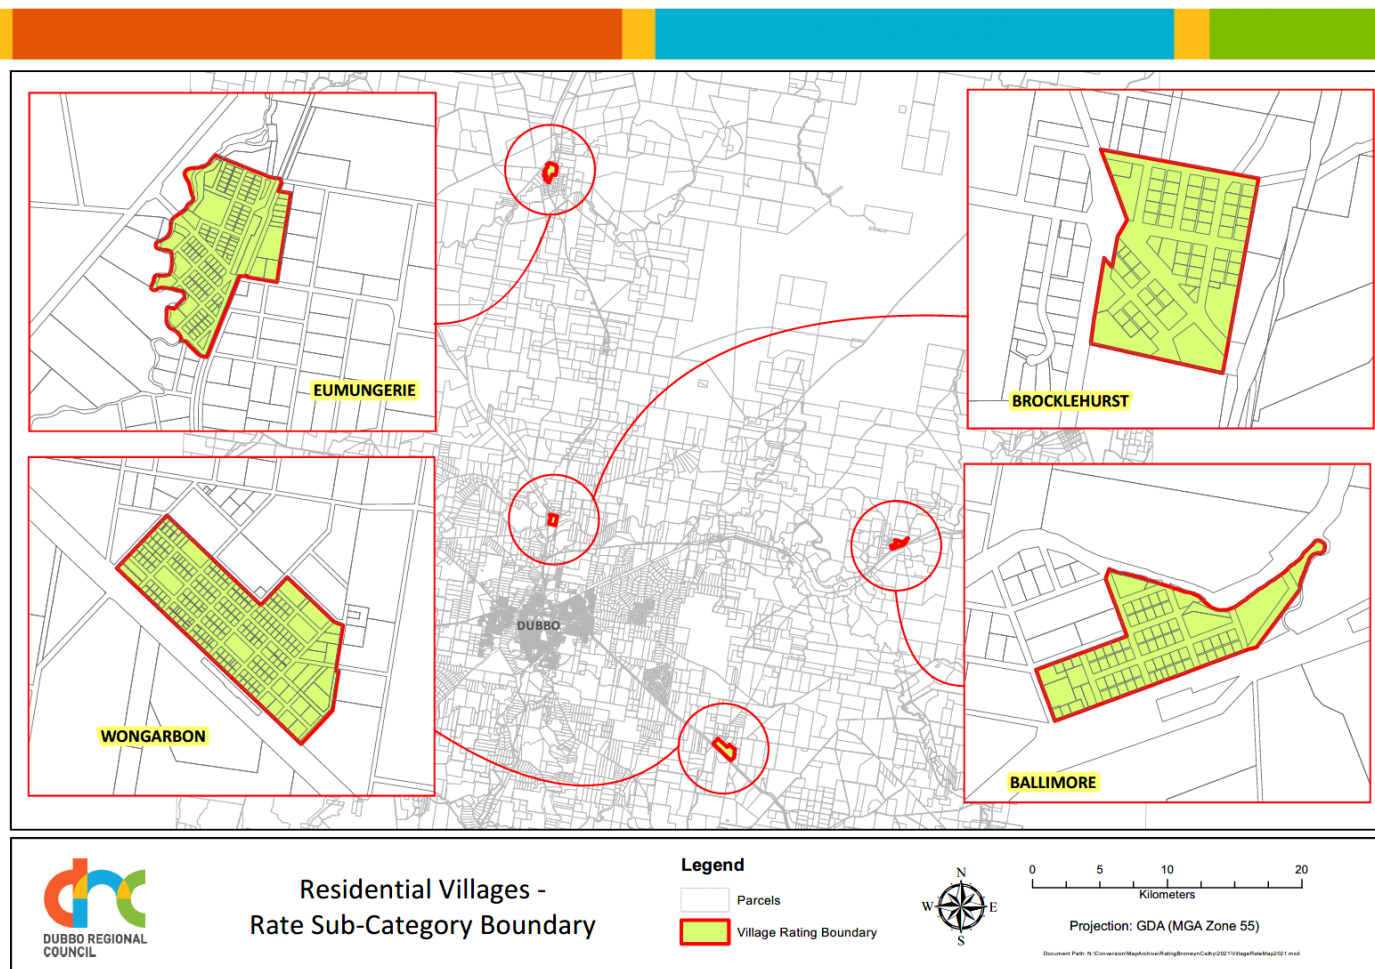 EUMUNGERIE
BROCKLEHURST
DUBBO
WONGARBON
BALLIMORE
DUBBO REGIONAL
COUNCIL
Residential Villages -
Rate Sub-Category Boundary
Legend
Parcels
Village Rating Boundary
N
W
E
S
0 5 10 20
Kilometers
Projection: GDA (MGA Zone 55)